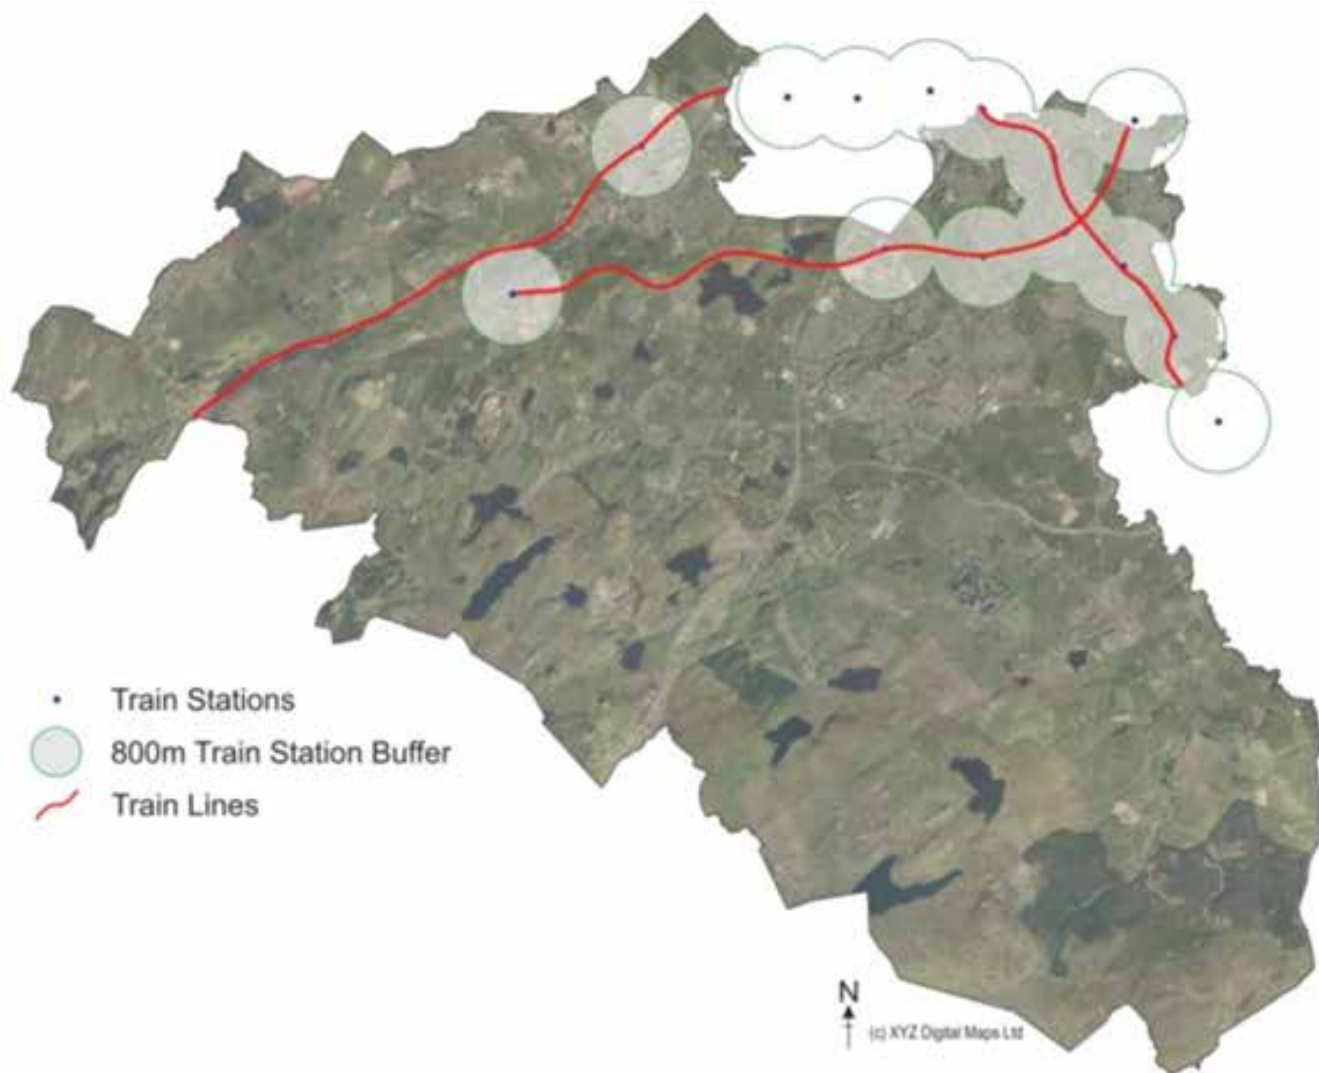 Train Stations
800m Train Station Buffer
Train Lines
N
(c) XYZ Digital Maps Ltd